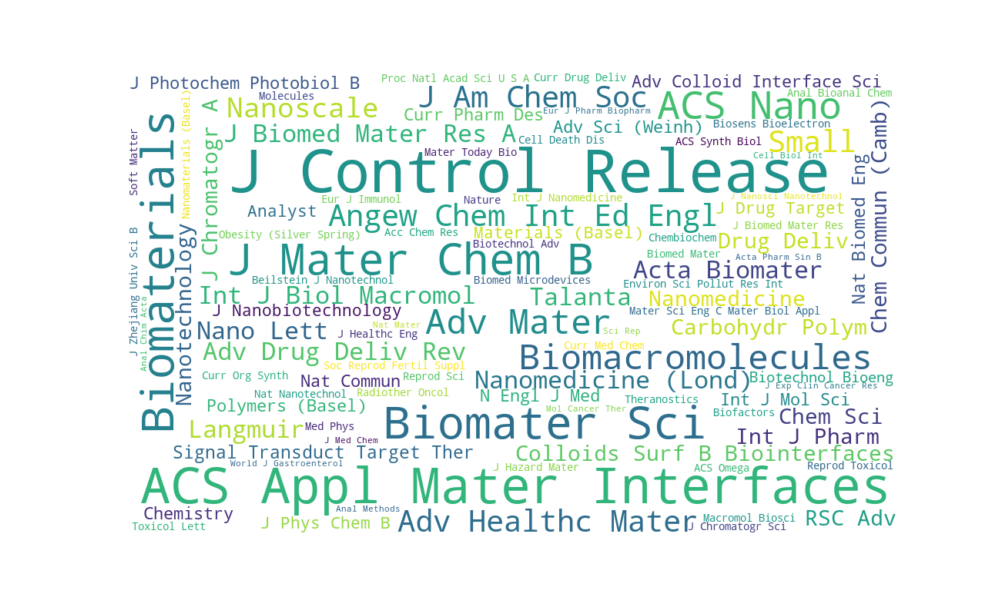 J Photochem Photobiol B
Proc Natl Acad Sci U S A
Curr Drug Deliv
Adv Colloid Interface Sci
Molecules
J Am Chem Soc
ACS Nano
Anal Bioanal Chem
Nanoscale
Curr Pharm Des
Eur J Pharm Biopharm
J Biomed Mater Res A
Adv Sci (Weinh)
Biosens Bioelectron
Cell Death Dis
ACS Synth Biol
Small
Soft Matter
Nanomaterials (Basel)
J Chromatogr A
Mater Today Bio
Cell Biol Int
J Control Release
Biomaterials
Nat Biomed Eng
Chem Commun (Camb)
Eur J Immunol
Nature
Int J Nanomedicine
J Nanosci Nanotechnol
Analyst
Angew Chem Int Ed Engl
J Drug Target
J Biomed Mater Res
Obesity (Silver Spring)
Acc Chem Res
Materials (Basel)
Chembiochem
Drug Deliv
Biotechnol Adv
Biomed Mater
Acta Pharm Sin B
J Mater Chem B
Acta Biomater
Nanotechnology
J Zhejiang Univ Sci B
Anal Chim Acta
Beilstein J Nanotechnol
Biomed Microdevices
Environ Sci Pollut Res Int
Int J Biol Macromol
Talanta
Nanomedicine
J Nanobiotechnology
Mater Sci Eng C Mater Biol Appl
Nano Lett
J Healthc Eng
Nat Mater
Adv Mater
Sci Rep
Carbohydr Polym
Adv Drug Deliv Rev
Curr Med Chem
Biomacromolecules
Soc Reprod Fertil Suppl
Curr Org Synth
Nat Commun
Reprod Sci
Nanomedicine (Lond)
Biotechnol Bioeng
J Exp Clin Cancer Res
Nat Nanotechnol
Radiother Oncol
N Engl J Med
Theranostics
Int J Mol Sci
Polymers (Basel)
Mol Cancer Ther
Biofactors
Chem Sci
Langmuir
Med Phys
Biomater Sci
Int J Pharm
J Med Chem
Signal Transduct Target Ther
Colloids Surf B Biointerfaces
World J Gastroenterol
J Hazard Mater
ACS Omega
Reprod Toxicol
ACS Appl Mater Interfaces
Chemistry
Anal Methods
Toxicol Lett
J Phys Chem B
Adv Healthc Mater
Macromol Biosci
J Chromatogr Sci
RSC Adv